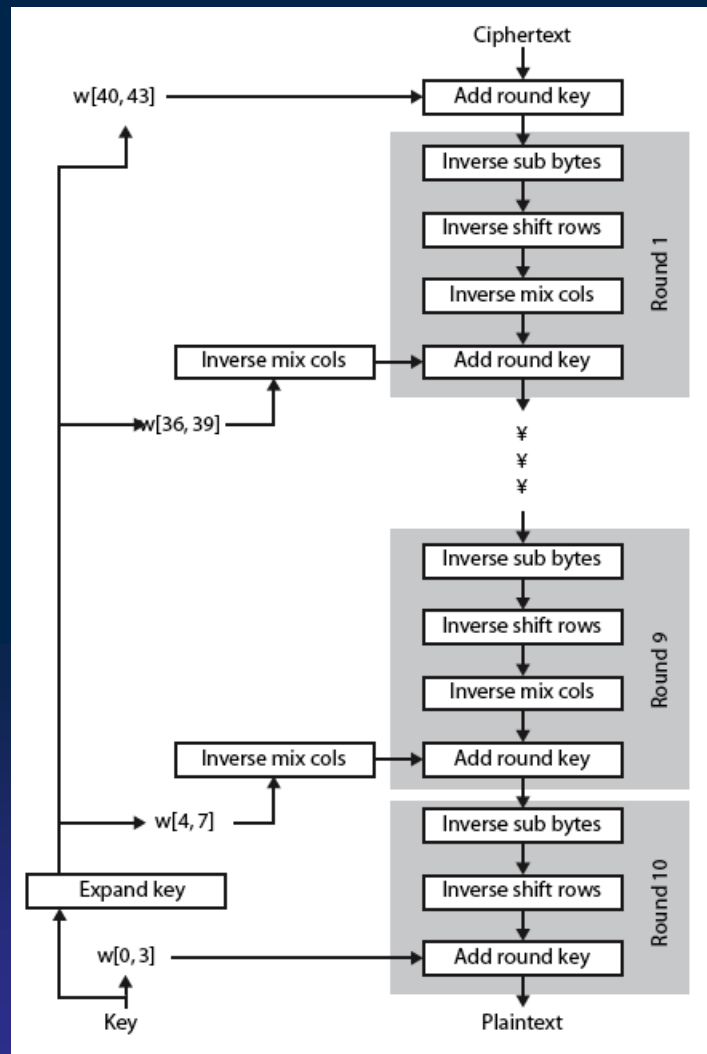 Ciphertext
w[40, 43]
Add round key
Inverse sub bytes
Inverse shift rows
Round 1
Inverse mix cols
Inverse mix cols
Add round key
w[36, 39]
¥
¥
¥
Inverse sub bytes
Inverse shift rows
Round 9
Inverse mix cols
Inverse mix cols
Add round key
w[4, 7]
Inverse sub bytes
Expand key
Inverse shift rows
Round 10
w[0, 3]
Add round key
Key
Plaintext